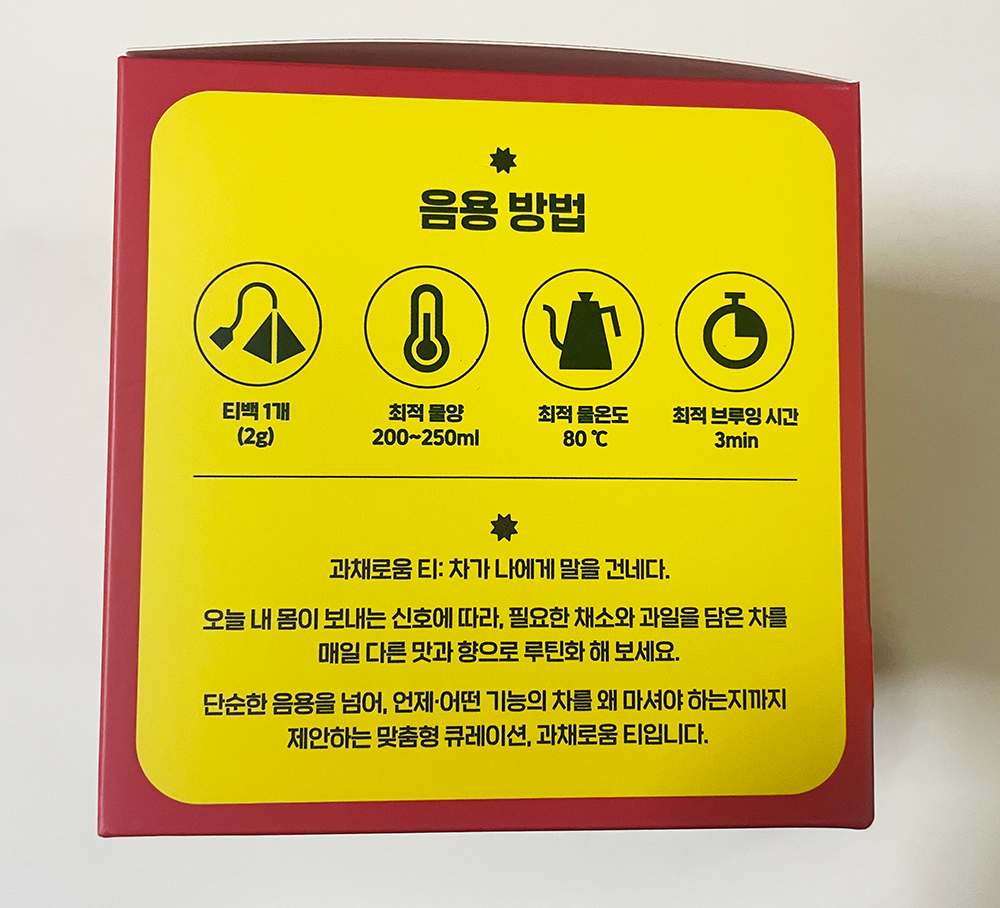 음용 방법
티백 1개
(2g)
최적 물양
200~250ml
최적 물온도
80 ℃
최적 브루잉 시간
3min
과채로움 티: 차가 나에게 말을 건네다.
오늘 내 몸이 보내는 신호에 따라, 필요한 채소와 과일을 담은 차를
매일 다른 맛과 향으로 루틴화 해 보세요.
단순한 음용을 넘어, 언제·어떤 기능의 차를 왜 마셔야 하는지까지
제안하는 맞춤형 큐레이션, 과채로움 티입니다.